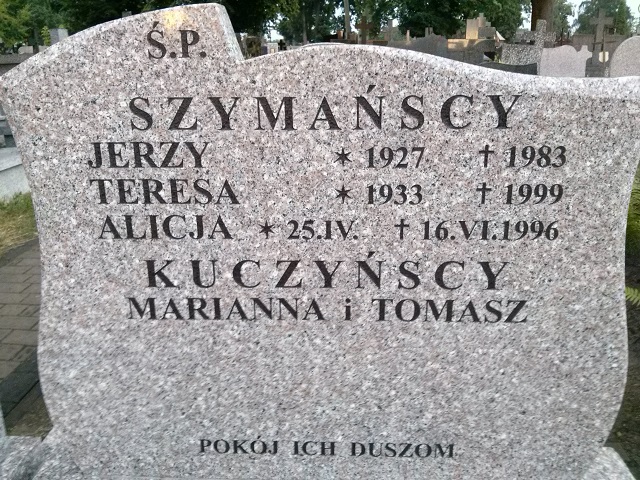 Ś.P.
SZYMAŃSCY
JERZY ✶ 1927 † 1983
TERESA ✶ 1933 † 1999
ALICJA ✶ 25.IV. † 16.VI.1996
KUCZYŃSCY
MARIANNA i TOMASZ
POKÓJ ICH DUSZOM